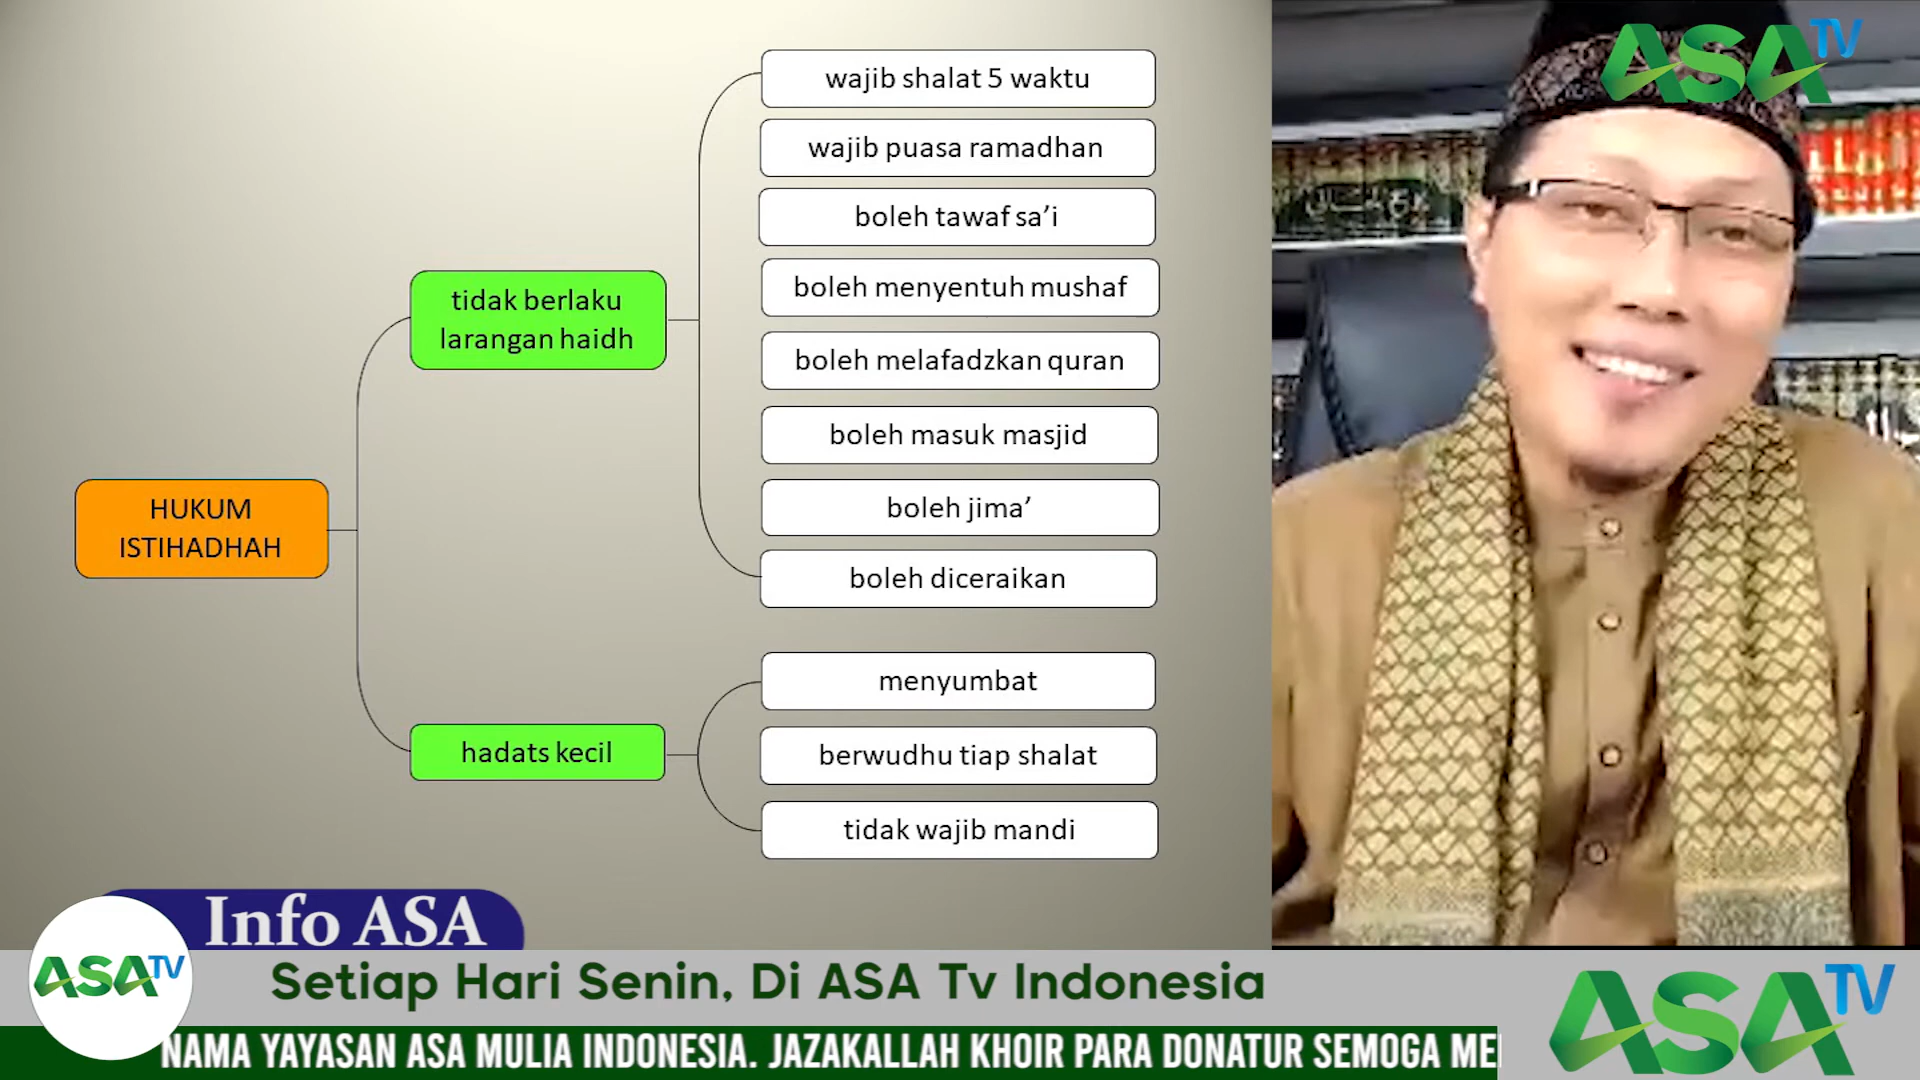 wajib shalat 5 waktu
wajib puasa ramadhan
boleh tawaf sa’i
boleh menyentuh mushaf
tidak berlaku
larangan haidh
boleh melafadzkan quran
boleh masuk masjid
boleh jima’
boleh diceraikan
HUKUM
ISTIHADHAH
menyumbat
hadats kecil
berwudhu tiap shalat
tidak wajib mandi
ASA TV
Info ASA
ASA TV
Setiap Hari Senin, Di ASA Tv Indonesia
NAMA YAYASAN ASA MULIA INDONESIA. JAZAKALLAH KHOIR PARA DONATUR SEMOGA
ASA TV